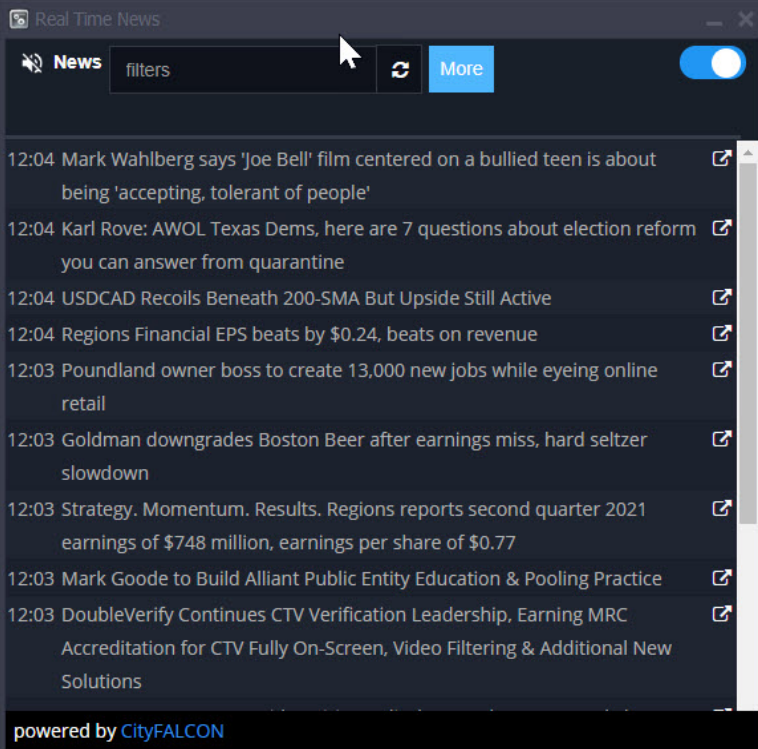 Real Time News
News filters More
12:04 Mark Wahlberg says 'Joe Bell' film centered on a bullied teen is about
being 'accepting, tolerant of people'
12:04 Karl Rove: AWOL Texas Dems, here are 7 questions about election reform
you can answer from quarantine
12:04 USDCAD Recoils Beneath 200-SMA But Upside Still Active
12:04 Regions Financial EPS beats by $0.24, beats on revenue
12:03 Poundland owner boss to create 13,000 new jobs while eyeing online
retail
12:03 Goldman downgrades Boston Beer after earnings miss, hard seltzer
slowdown
12:03 Strategy. Momentum. Results. Regions reports second quarter 2021
earnings of $748 million, earnings per share of $0.77
12:03 Mark Goode to Build Alliant Public Entity Education & Pooling Practice
12:03 DoubleVerify Continues CTV Verification Leadership, Earning MRC
Accreditation for CTV Fully On-Screen, Video Filtering & Additional New
Solutions
powered by CityFALCON